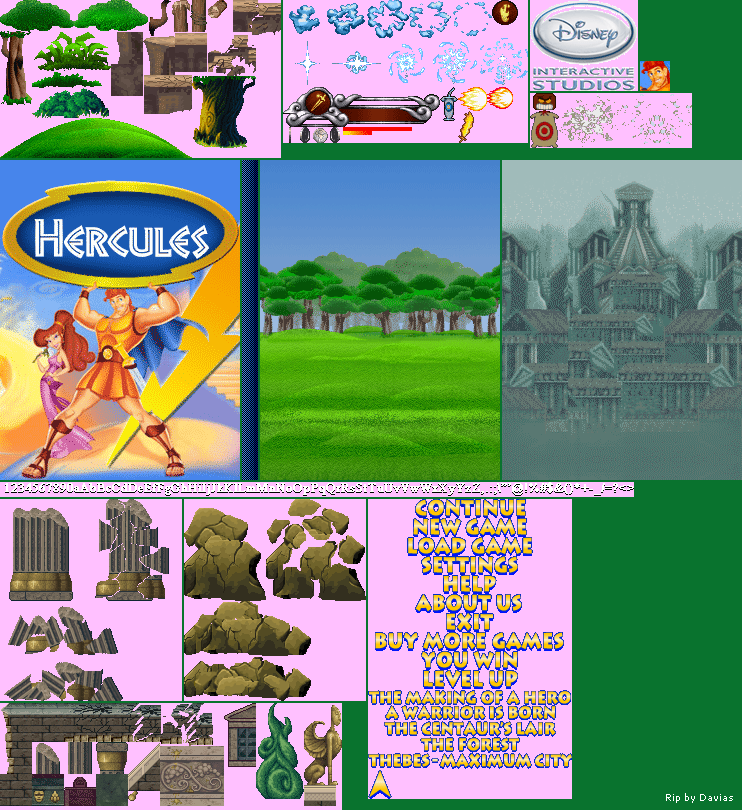 Disney
INTERACTIVE
STUDIOS
HERCULES
CONTINUE
NEW GAME
LOAD GAME
SETTINGS
HELP
ABOUT US
EXIT
BUY MORE GAMES
YOU WIN
LEVEL UP
THE MAKING OF A HERO
A WARRIOR IS BORN
THE CENTAUR'S LAIR
THE FOREST
THEBES - MAXIMUM CITY
Rip by Davias